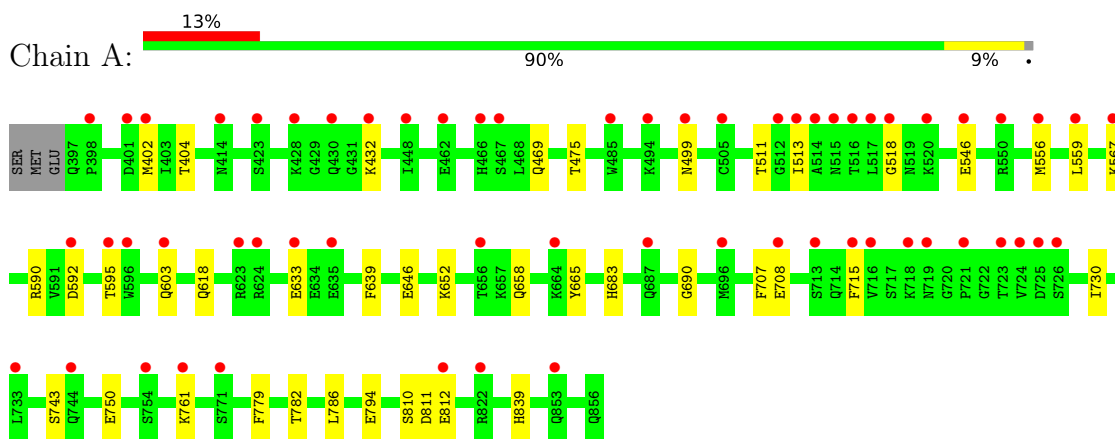 13%
Chain A:
90% 9% •
SER MET GLU Q397 P398 D401 M402 I403 T404 N414 S423 K428 G429 Q430 G431 K432 I448 E462 H466 S467 L468 Q469 T475 W485 K494 N499 C505 T511 G512 I513 A514 N515 T516 L517 G518 N519 K520 E546 R550 M556 L559 K567
R590 V591 D592 T595 W596 Q603 Q618 R623 R624 E633 E634 E635 F639 E646 K652 T656 K657 Q658 K664 Y665 H683 Q687 G690 M696 F707 E708 S713 Q714 F715 V716 S717 K718 N719 G720 P721 G722 T723 V724 D725 S726 I730
L733 S743 Q744 E750 S754 K761 S771 F779 T782 L786 E794 S810 D811 E812 R822 H839 Q853 Q856